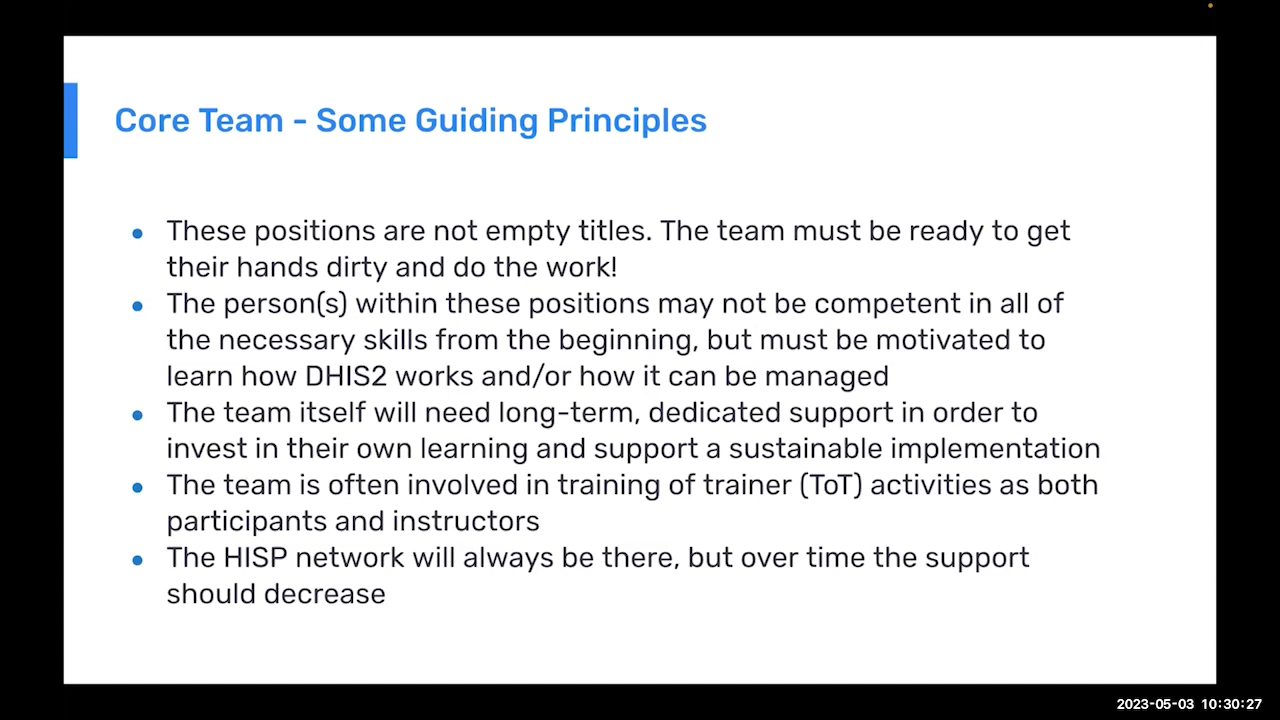 Core Team - Some Guiding Principles
• These positions are not empty titles. The team must be ready to get
their hands dirty and do the work!
• The person(s) within these positions may not be competent in all of
the necessary skills from the beginning, but must be motivated to
learn how DHIS2 works and/or how it can be managed
• The team itself will need long-term, dedicated support in order to
invest in their own learning and support a sustainable implementation
• The team is often involved in training of trainer (ToT) activities as both
participants and instructors
• The HISP network will always be there, but over time the support
should decrease
2023-05-03 10:30:27